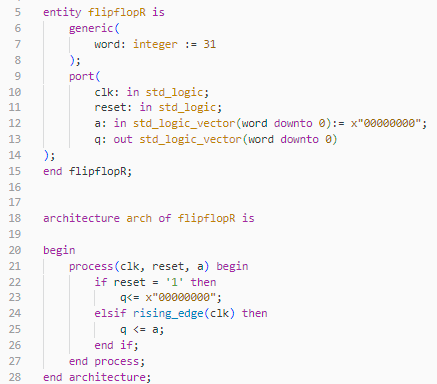 5 entity flipflopR is
6 generic(
7 word: integer := 31
8 );
9 port(
10 clk: in std_logic;
11 reset: in std_logic;
12 a: in std_logic_vector(word downto 0):= x"00000000";
13 q: out std_logic_vector(word downto 0)
14 );
15 end flipflopR;
16
17
18 architecture arch of flipflopR is
19
20 begin
21 process(clk, reset, a) begin
22 if reset = '1' then
23 q<= x"00000000";
24 elsif rising_edge(clk) then
25 q <= a;
26 end if;
27 end process;
28 end architecture;